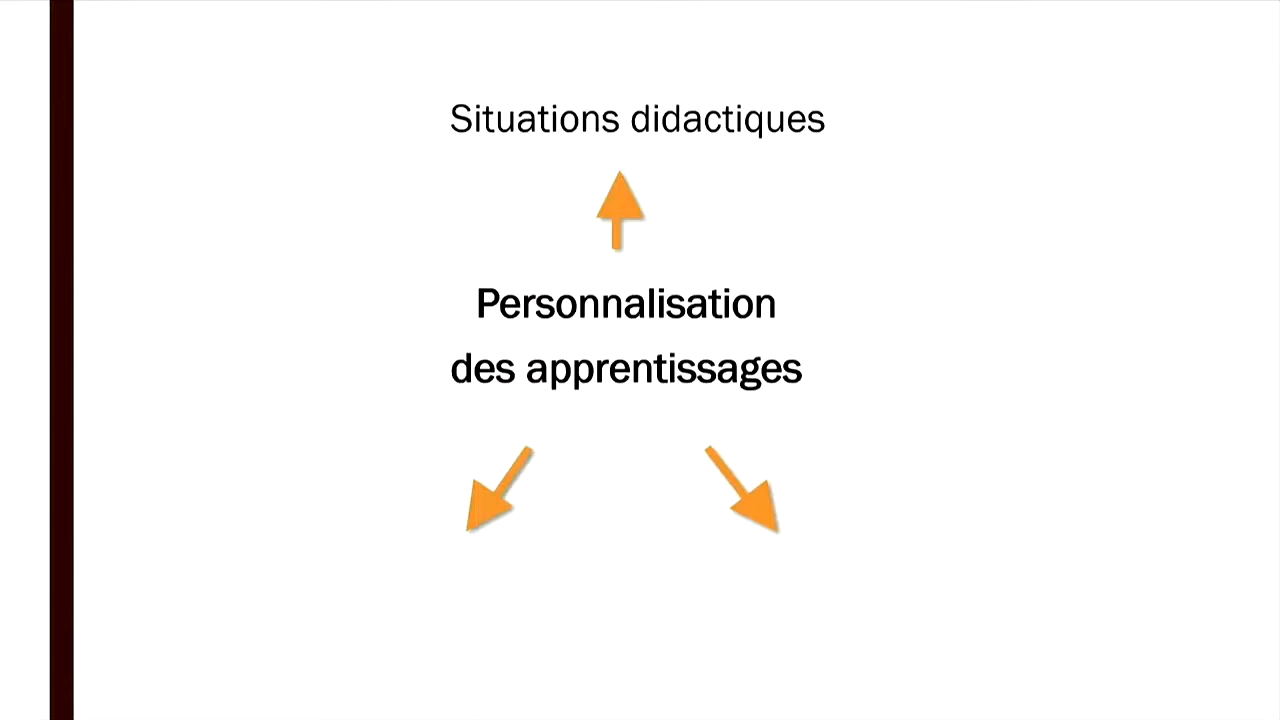 Situations didactiques
Personnalisation
des apprentissages